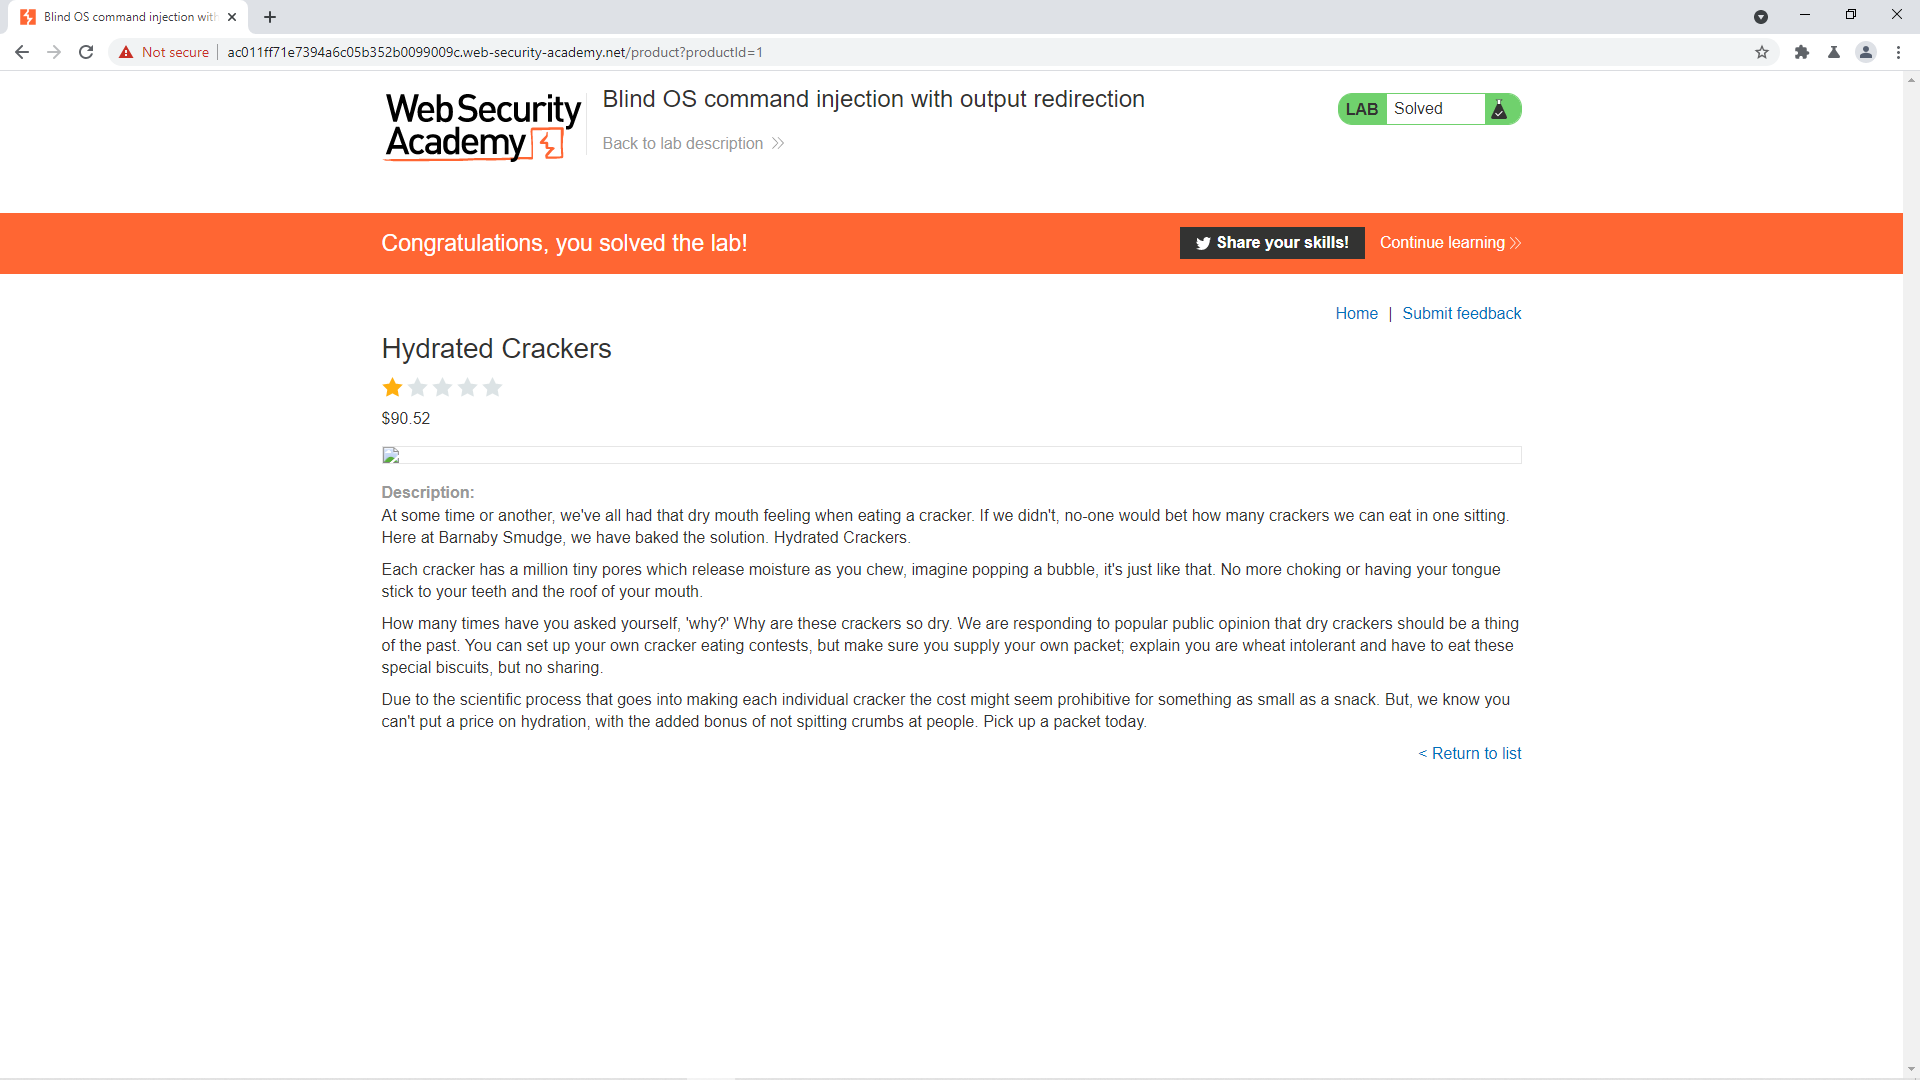 Blind OS command injection with
Not secure
ac011ff71e7394a6c05b352b0099009c.web-security-academy.net/product?productId=1
Web Security
Academy
Blind OS command injection with output redirection
Back to lab description
LAB Solved
Congratulations, you solved the lab!
Share your skills!
Continue learning
Home | Submit feedback
Hydrated Crackers
$90.52
Description:
At some time or another, we've all had that dry mouth feeling when eating a cracker. If we didn't, no-one would bet how many crackers we can eat in one sitting.
Here at Barnaby Smudge, we have baked the solution. Hydrated Crackers.
Each cracker has a million tiny pores which release moisture as you chew, imagine popping a bubble, it's just like that. No more choking or having your tongue
stick to your teeth and the roof of your mouth.
How many times have you asked yourself, 'why?' Why are these crackers so dry. We are responding to popular public opinion that dry crackers should be a thing
of the past. You can set up your own cracker eating contests, but make sure you supply your own packet; explain you are wheat intolerant and have to eat these
special biscuits, but no sharing.
Due to the scientific process that goes into making each individual cracker the cost might seem prohibitive for something as small as a snack. But, we know you
can't put a price on hydration, with the added bonus of not spitting crumbs at people. Pick up a packet today.
< Return to list